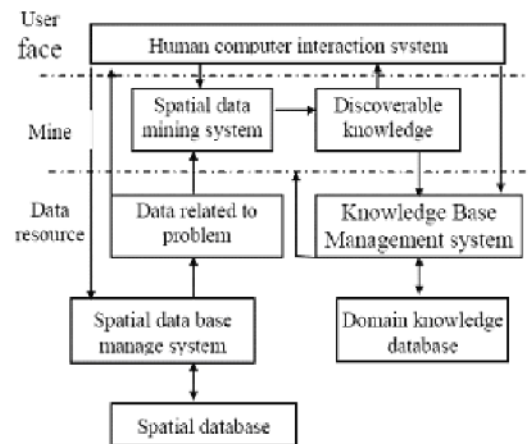 User
face
Human computer interaction system
Mine
Spatial data
mining system
Discoverable
knowledge
Data
resource
Data related to
problem
Knowledge Base
Management system
Spatial data base
manage system
Domain knowledge
database
Spatial database